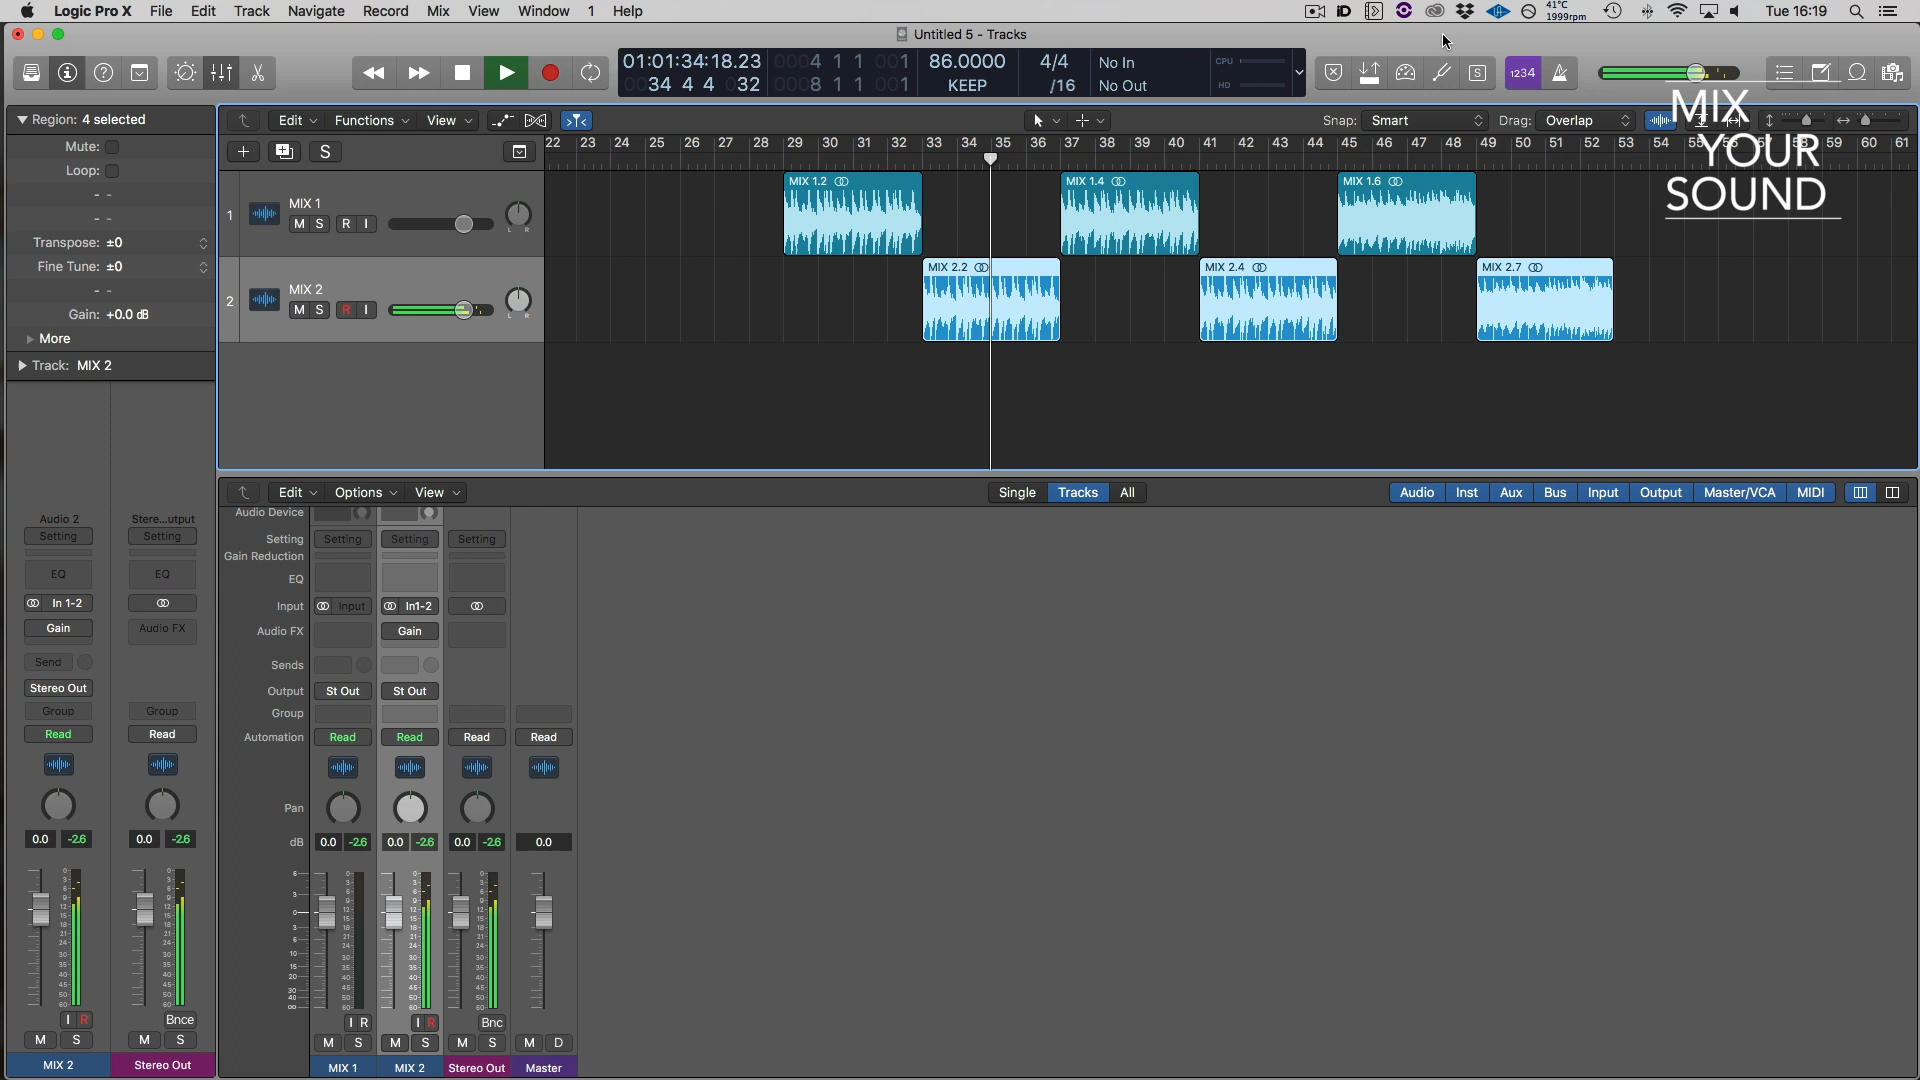 Logic Pro X File Edit Track Navigate Record Mix View Window 1 Help
41°C
1999rpm
Tue 16:19
Untitled 5 - Tracks
01:01:34:18.23 0004 1 1 001 86.0000 4/4 No In CPU
0034 4 4 032 0008 1 1 001 KEEP /16 No Out HD
S 1234
MIX
YOUR
SOUND
Region: 4 selected
Mute:
Loop:
- -
- -
Transpose: ±0
Fine Tune: ±0
- -
Gain: +0.0 dB
More
Track: MIX 2
Edit Functions View Snap: Smart Drag: Overlap
S
22 23 24 25 26 27 28 29 30 31 32 33 34 35 36 37 38 39 40 41 42 43 44 45 46 47 48 49 50 51 52 53 54 55 56 57 58 59 60 61
1 MIX 1
M S R I
L R
MIX 1.2 MIX 1.4 MIX 1.6
2 MIX 2
M S R I
L R
MIX 2.2 MIX 2.4 MIX 2.7
Edit Options View Single Tracks All Audio Inst Aux Bus Input Output Master/VCA MIDI
Audio 2 Stere...utput
Setting Setting
EQ EQ
In 1-2
Gain Audio FX
Send
Stereo Out
Group Group
Read Read
0.0 -2.6 0.0 -2.6
I R Bnce
M S M S
MIX 2 Stereo Out
Audio Device
Setting Setting Setting Setting
Gain Reduction
EQ
Input Input In1-2
Audio FX Gain
Sends
Output St Out St Out
Group
Automation Read Read Read Read
Pan
dB 0.0 -2.6 0.0 -2.6 0.0 -2.6 0.0
I R I R Bnc
M S M S M S M D
MIX 1 MIX 2 Stereo Out Master